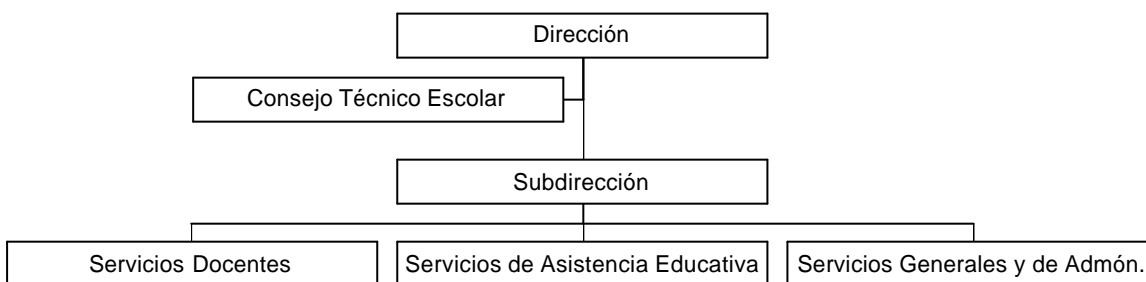 Dirección
Consejo Técnico Escolar
Subdirección
Servicios Docentes
Servicios de Asistencia Educativa
Servicios Generales y de Admón.